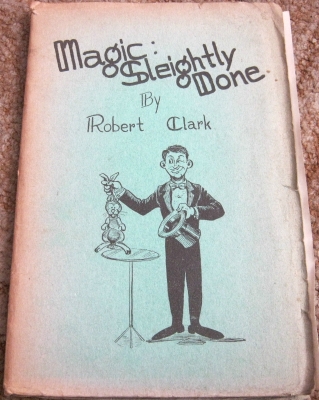 Magic:
Sleightly
Done
By
Robert Clark